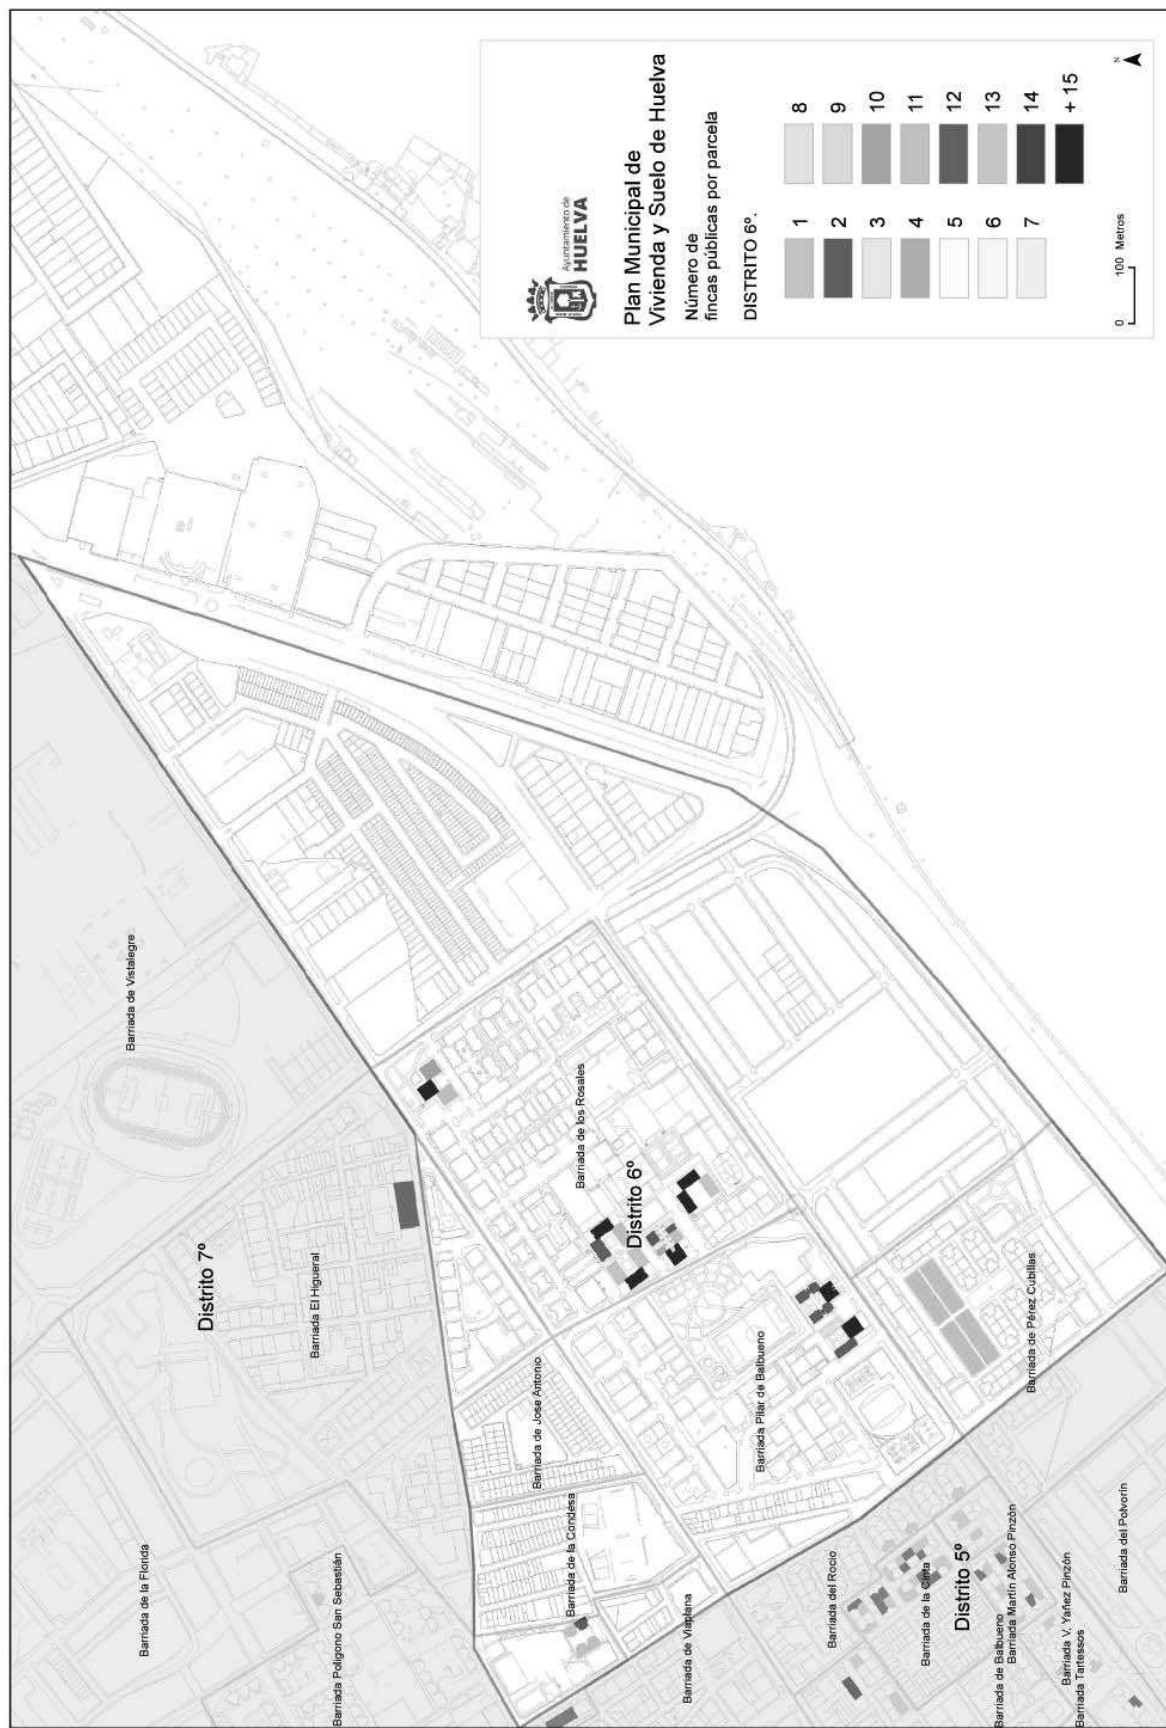 Ayuntamiento de
HUELVA
Plan Municipal de
Vivienda y Suelo de Huelva
Número de
fincas públicas por parcela
DISTRITO 6º.
1
2
3
4
5
6
7
8
9
10
11
12
13
14
+ 15
0 100 Metros
N
Barriada de Vistalegre
Distrito 7º
Barriada El Higueral
Barriada de la Florida
Barriada Poligono San Sebastián
Barriada de los Rosales
Distrito 6º
Barriada de Jose Antonio
Barriada de la Condesa
Barriada Pilar de Balbueno
Barriada de Pérez Cubillas
Barriada de Viaplana
Barriada del Rocio
Barriada de la Cinta
Distrito 5º
Barriada de Balbueno
Barriada Martín Alonso Pinzón
Barriada V. Yañez Pinzón
Barriada Tartessos
Barriada del Polvorín